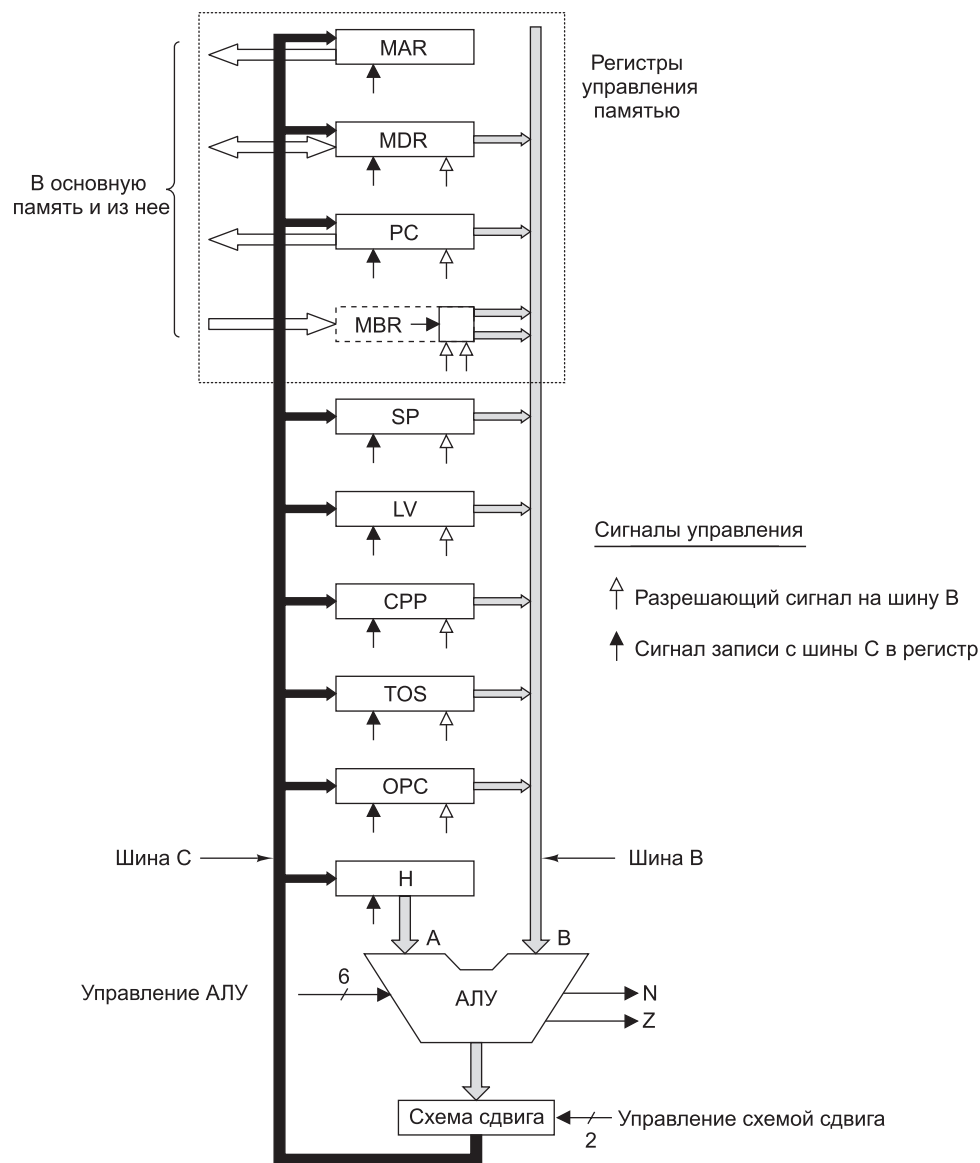 MAR
Регистры
управления
памятью
MDR
В основную
память и из нее
PC
MBR
SP
LV
Сигналы управления
CPP
Разрешающий сигнал на шину B
Сигнал записи с шины C в регистр
TOS
OPC
Шина C
Шина B
H
A
B
6
Управление АЛУ
АЛУ
N
Z
Схема сдвига
Управление схемой сдвига
2